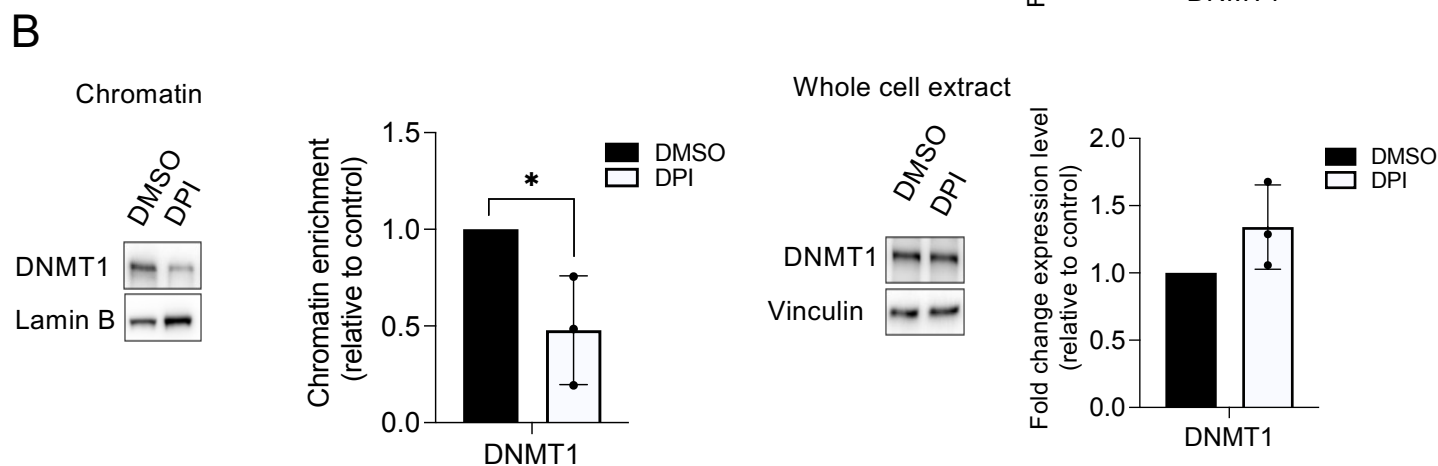 B
Chromatin
DMSO
DPI
DNMT1
Lamin B
Chromatin enrichment
(relative to control)
1.5
1.0
0.5
0.0
*
DMSO
DPI
DNMT1
Whole cell extract
DMSO
DPI
DNMT1
Vinculin
Fold change expression level
(relative to control)
2.0
1.5
1.0
0.5
0.0
DMSO
DPI
DNMT1